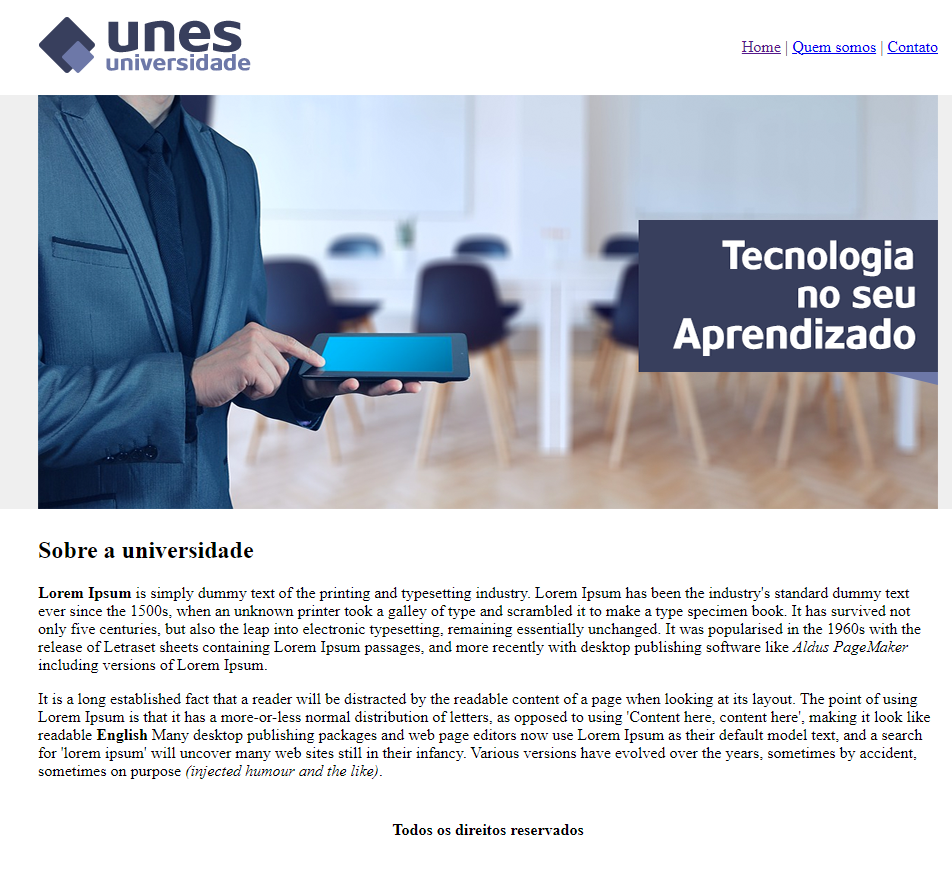 unes
universidade
Home | Quem somos | Contato
Tecnologia
no seu
Aprendizado
Sobre a universidade
Lorem Ipsum is simply dummy text of the printing and typesetting industry. Lorem Ipsum has been the industry's standard dummy text
ever since the 1500s, when an unknown printer took a galley of type and scrambled it to make a type specimen book. It has survived not
only five centuries, but also the leap into electronic typesetting, remaining essentially unchanged. It was popularised in the 1960s with the
release of Letraset sheets containing Lorem Ipsum passages, and more recently with desktop publishing software like Aldus PageMaker
including versions of Lorem Ipsum.
It is a long established fact that a reader will be distracted by the readable content of a page when looking at its layout. The point of using
Lorem Ipsum is that it has a more-or-less normal distribution of letters, as opposed to using 'Content here, content here', making it look like
readable English Many desktop publishing packages and web page editors now use Lorem Ipsum as their default model text, and a search
for 'lorem ipsum' will uncover many web sites still in their infancy. Various versions have evolved over the years, sometimes by accident,
sometimes on purpose (injected humour and the like).
Todos os direitos reservados